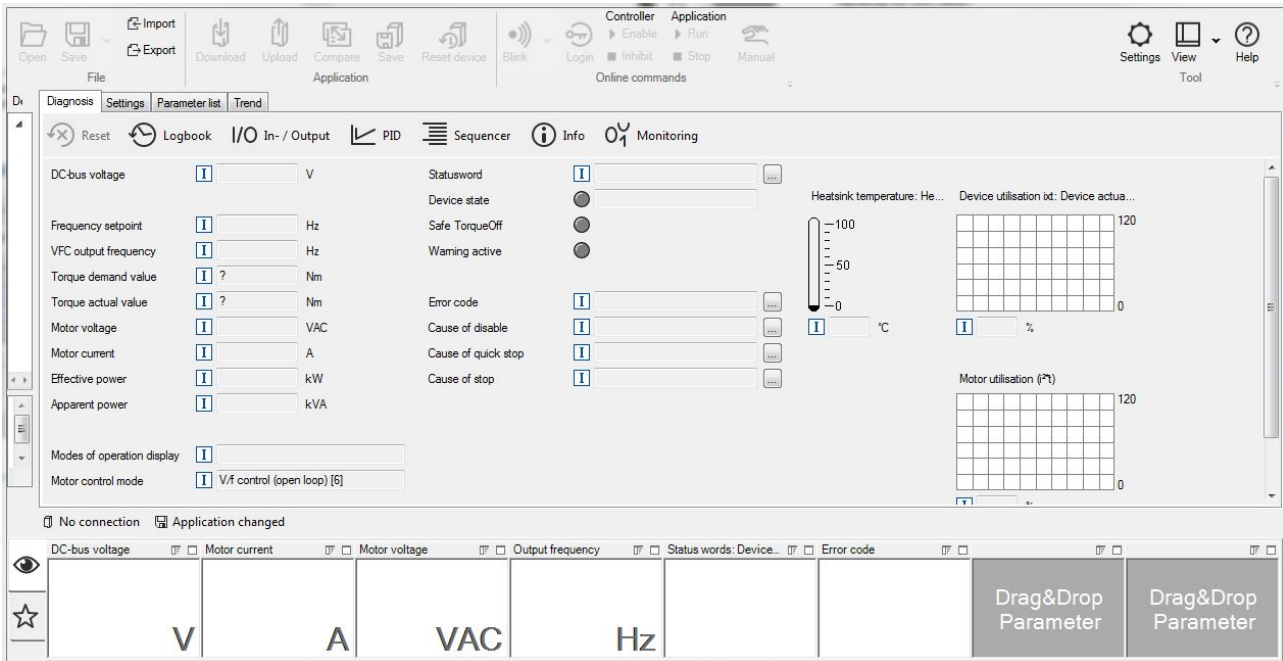 Controller Application
Import
Export
Open Save Download Upload Compare Save Reset device Blink Login Enable Inhibit Run Stop Manual
Settings View Help
File Application Online commands Tool
De Diagnosis Settings Parameter list Trend
Reset Logbook I/O In- / Output PID Sequencer Info Monitoring
DC-bus voltage I V Statusword I ...
Device state
Heatsink temperature: He... Device utilisation ixt: Device actua...
Frequency setpoint I Hz Safe TorqueOff 100 120
VFC output frequency I Hz Warning active
Torque demand value I ? Nm 50
Torque actual value I ? Nm Error code I ... 0 0
Motor voltage I VAC Cause of disable I ... I °C I %
Motor current I A Cause of quick stop I ...
Effective power I kW Cause of stop I ... Motor utilisation (i²t)
Apparent power I kVA 120
Modes of operation display I
Motor control mode I V/f control (open loop) [6] 0
No connection Application changed
DC-bus voltage Motor current Motor voltage Output frequency Status words: Device... Error code
V A VAC Hz
Drag&Drop Parameter Drag&Drop Parameter